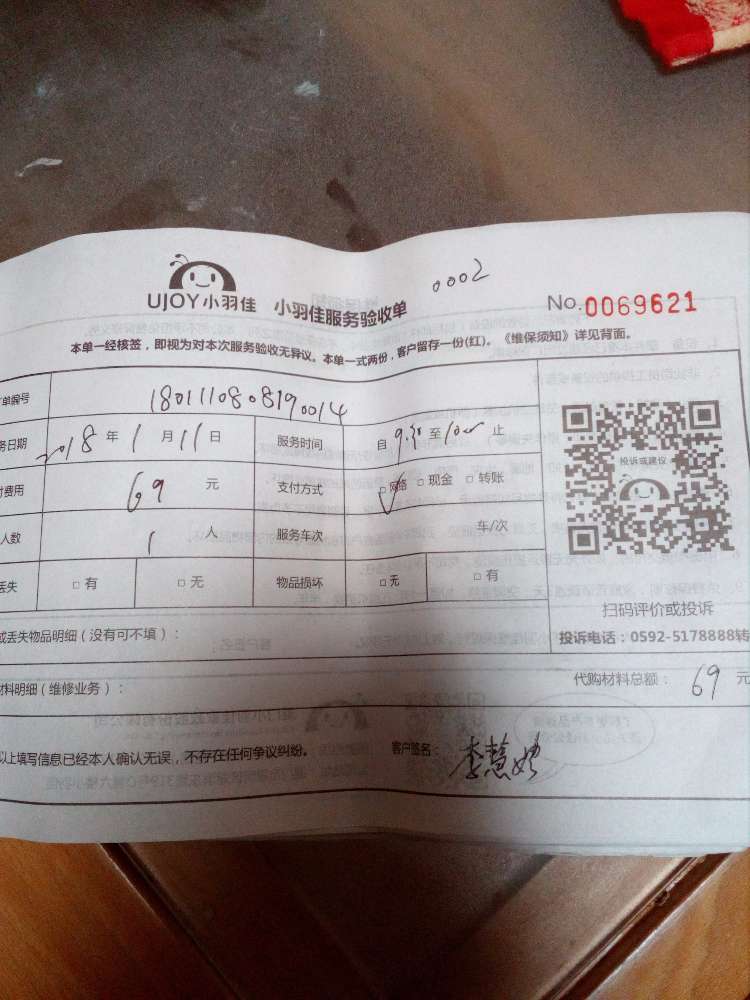 0002
UJOY小羽佳 小羽佳服务验收单 No.0069621
本单一经核签，即视为对本次服务验收无异议。本单一式两份，客户留存一份(红)。《维保须知》详见背面。
单编号 1801110808190014
务日期 2018 年 1 月 11 日 服务时间 自 至 止
费用 69 元 支付方式 ☑网络 □现金 □转账
人数 1 人 服务车次 车/次
丢失 □有 □无 物品损坏 □无 □有
投诉或建议
扫码评价或投诉
或丢失物品明细（没有可不填）： 投诉电话：0592-5178888转
材料明细（维修业务）： 代购材料总额： 69 元
以上填写信息已经本人确认无误，不存在任何争议纠纷。 客户签名：李慧